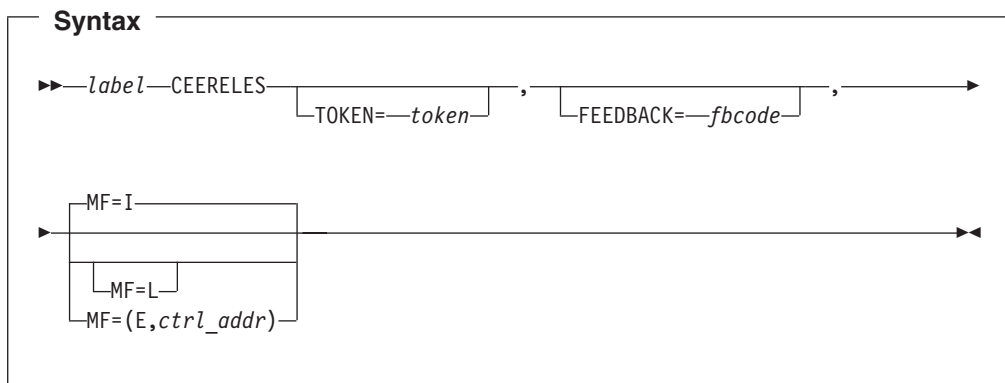 Syntax
label CEERELES , ,
TOKEN= token FEEDBACK= fbcode
MF=I
MF=L
MF=(E,ctrl_addr)